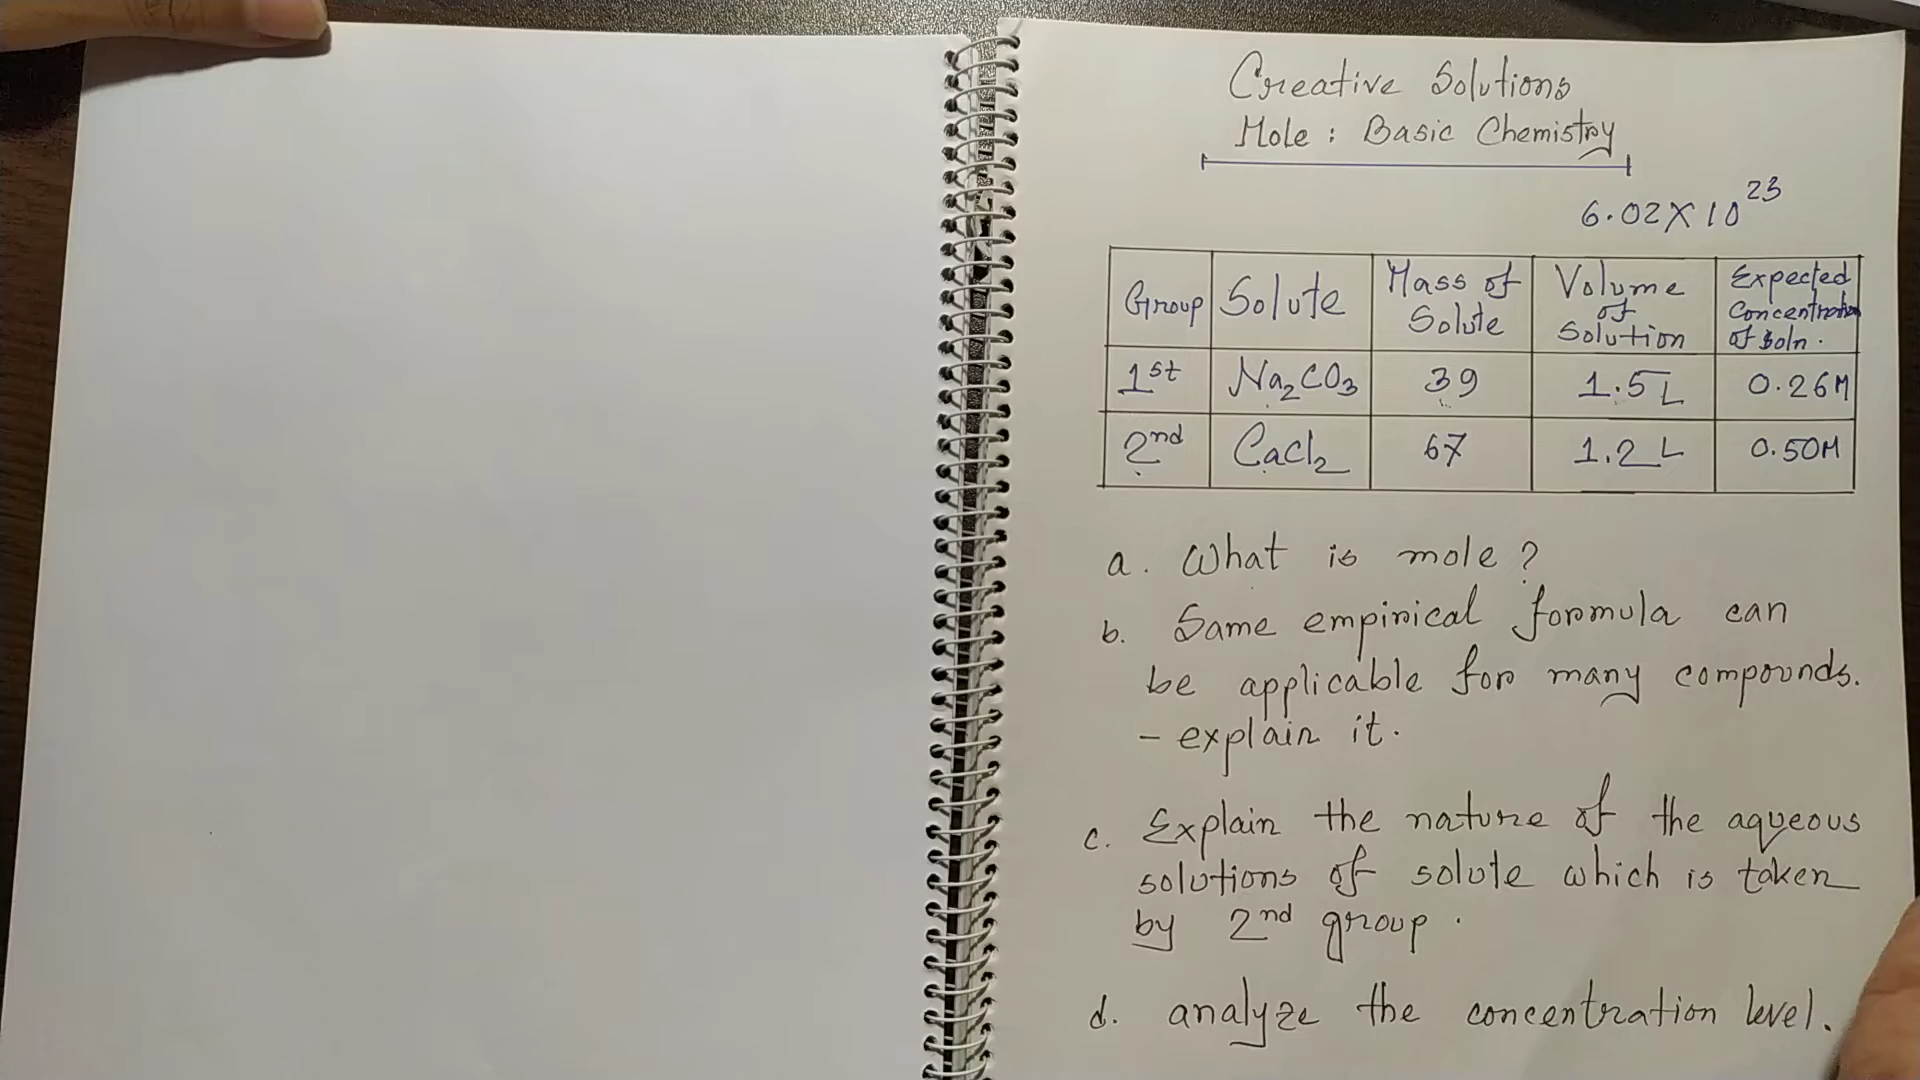 Creative Solutions
Mole : Basic Chemistry
6.02 X 10²³
Group Solute Mass of Solute Volume of Solution Expected Concentration of Soln.
1st Na₂CO₃ 39 1.5 L 0.26M
2nd CaCl₂ 67 1.2 L 0.50M
a. What is mole ?
b. Same empirical formula can
be applicable for many compounds.
- explain it.
c. Explain the nature of the aqueous
solutions of solute which is taken
by 2nd group .
d. analyze the concentration level.